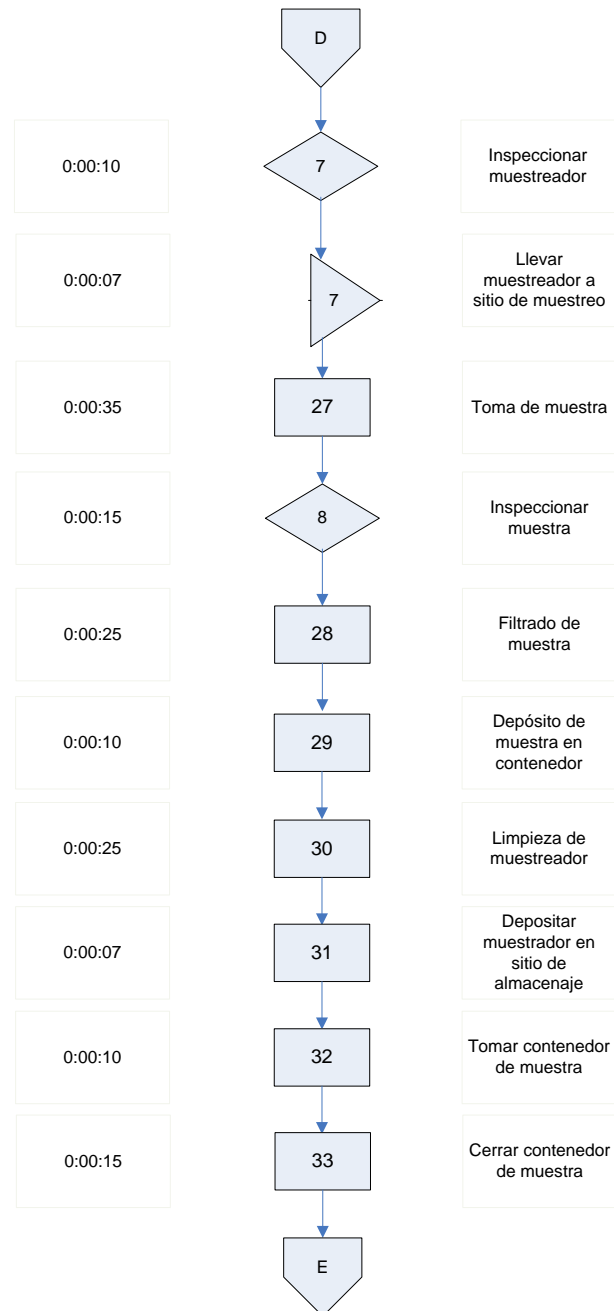 D
0:00:10
7
Inspeccionar
muestreador
0:00:07
7
Llevar
muestreador a
sitio de muestreo
0:00:35
27
Toma de muestra
0:00:15
8
Inspeccionar
muestra
0:00:25
28
Filtrado de
muestra
0:00:10
29
Depósito de
muestra en
contenedor
0:00:25
30
Limpieza de
muestreador
0:00:07
31
Depositar
muestrador en
sitio de
almacenaje
0:00:10
32
Tomar contenedor
de muestra
0:00:15
33
Cerrar contenedor
de muestra
E